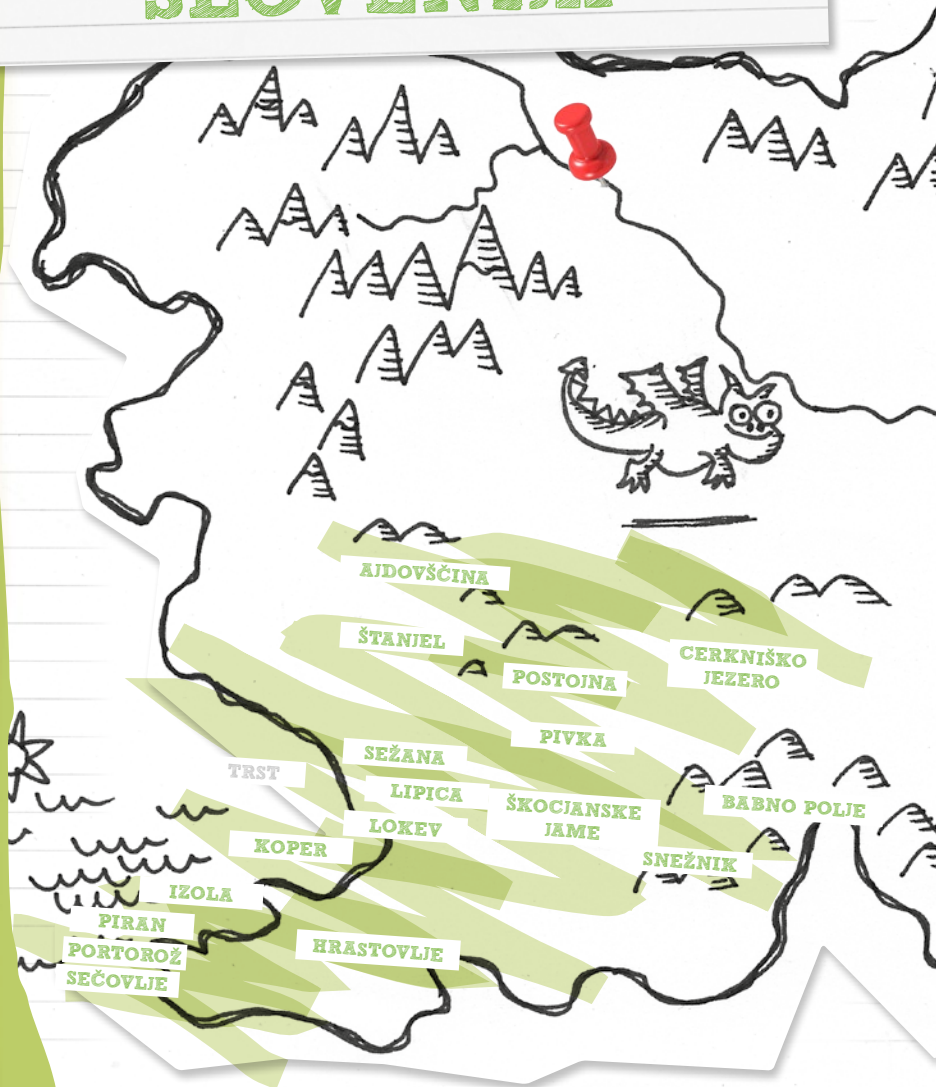 SLOVENIJA
AJDOVŠČINA
ŠTANJEL
CERKNIŠKO
JEZERO
POSTOJNA
PIVKA
SEŽANA
TRST
LIPICA
ŠKOCJANSKE
JAME
BABNO POLJE
LOKEV
KOPER
SNEŽNIK
IZOLA
PIRAN
HRASTOVLJE
PORTOROŽ
SEČOVLJE